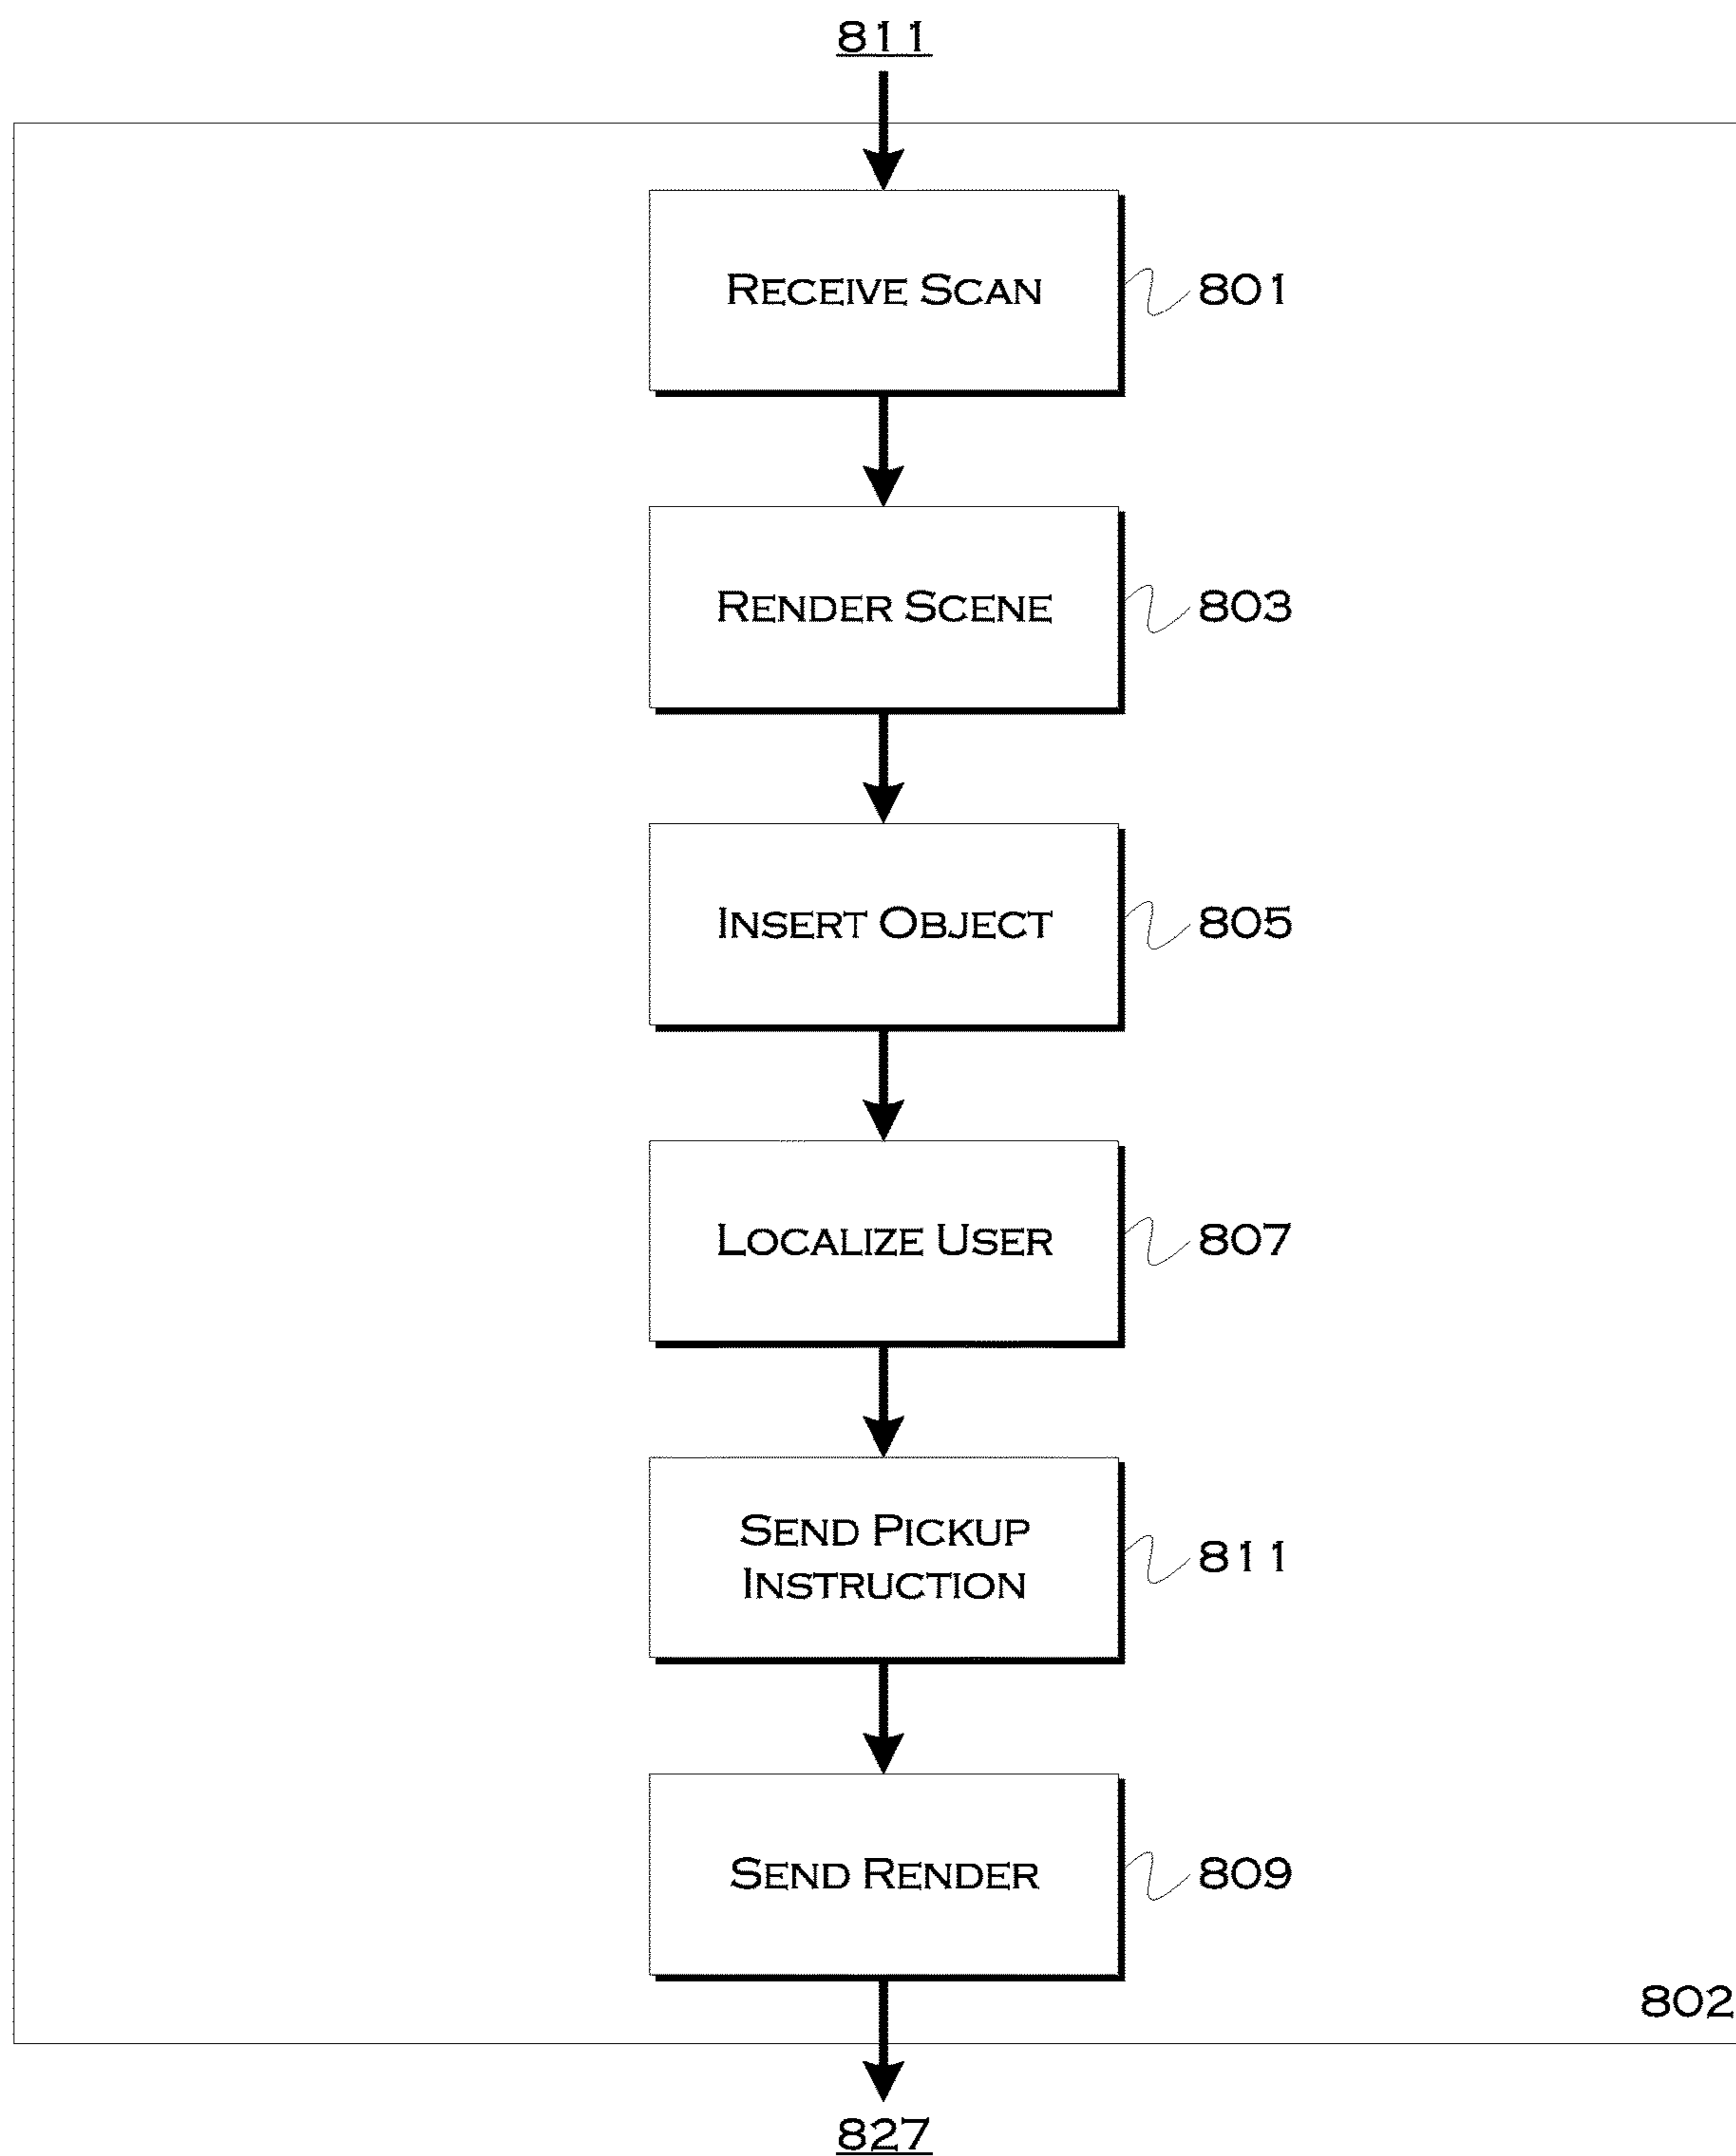 811
RECEIVE SCAN
801
RENDER SCENE
803
INSERT OBJECT
805
LOCALIZE USER
807
SEND PICKUP
INSTRUCTION
811
SEND RENDER
809
802
827